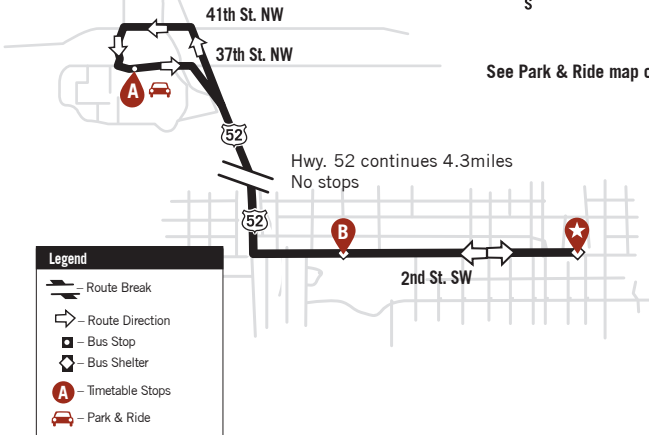 41th St. NW
S
37th St. NW
See Park & Ride map o
A
52
Hwy. 52 continues 4.3miles
No stops
52
B
2nd St. SW
Legend
– Route Break
– Route Direction
– Bus Stop
– Bus Shelter
A – Timetable Stops
– Park & Ride